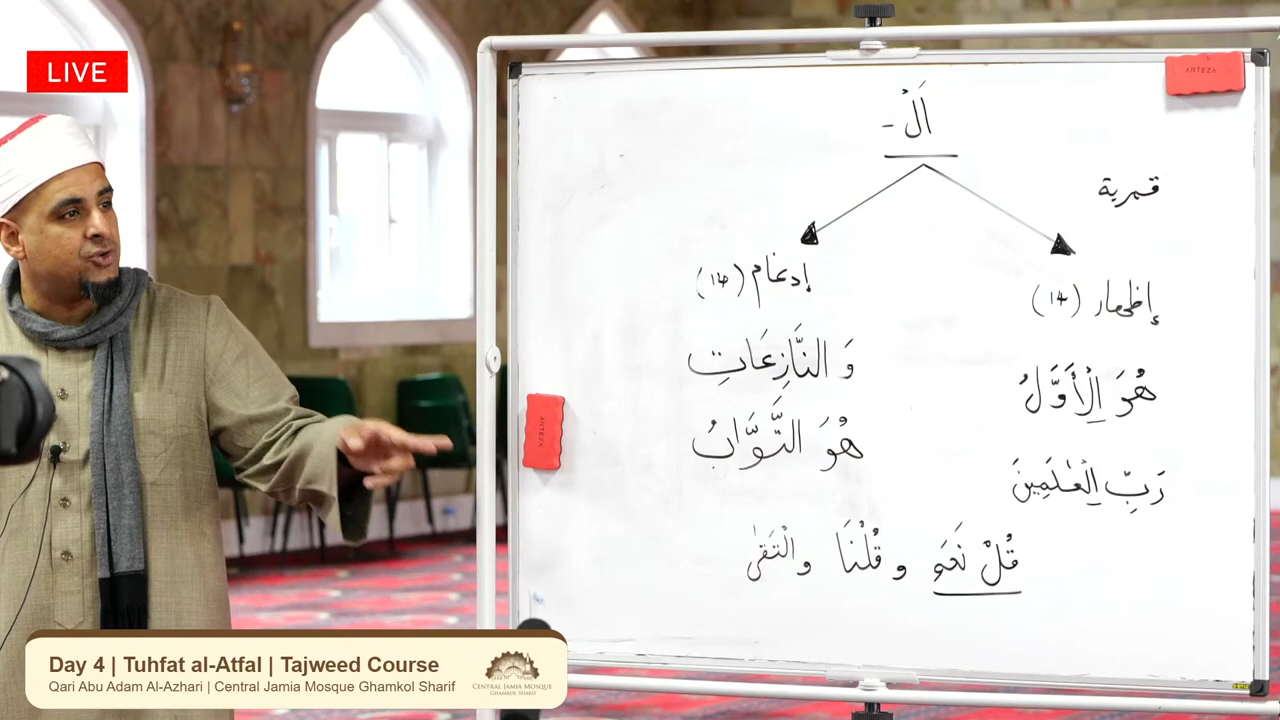 LIVE
اَلْ -
قمرية
إظهار (١٤)
إدغام (١٤)
هُوَ الْأَوَّلُ
وَ النَّازِعَاتِ
رَبِّ الْعَٰلَمِينَ
هُوَ التَّوَّابُ
قُلْ نَعَمْ و قُلْنَا و الْتَقَى
ARTEZA
ARTEZA
Day 4 | Tuhfat al-Atfal | Tajweed Course
Qari Abu Adam Al-Azhari | Central Jamia Mosque Ghamkol Sharif
CENTRAL JAMIA MOSQUE
GHAMKOL SHARIF